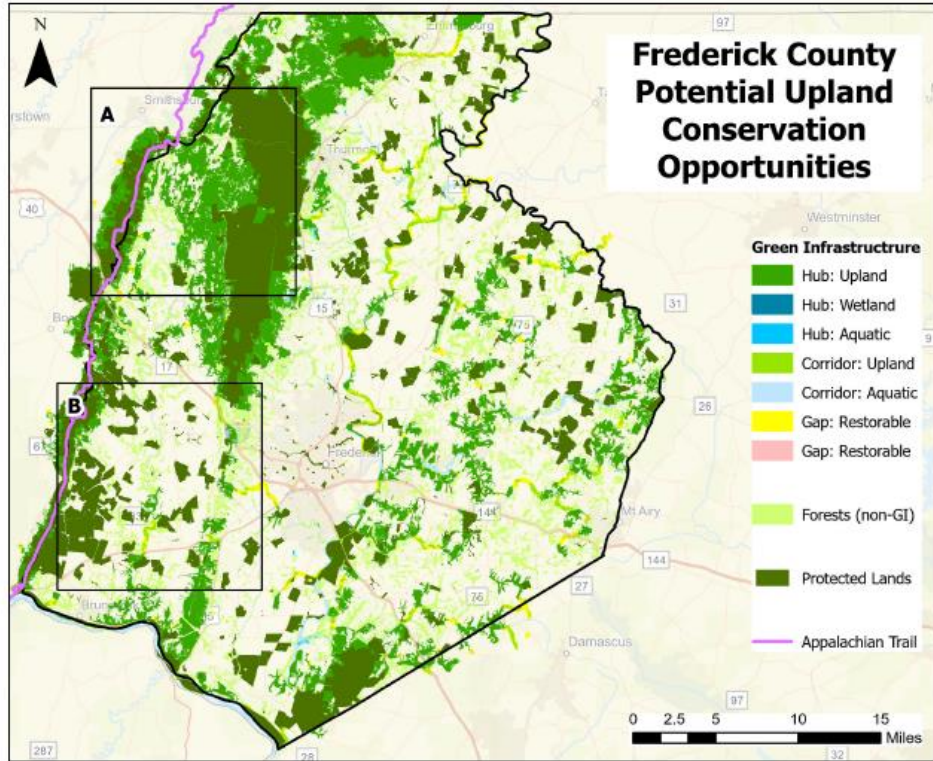 Frederick County
Potential Upland
Conservation
Opportunities
N
A
B
Green Infrastructrure
Hub: Upland
Hub: Wetland
Hub: Aquatic
Corridor: Upland
Corridor: Aquatic
Gap: Restorable
Gap: Restorable
Forests (non-GI)
Protected Lands
Appalachian Trail
0 2.5 5 10 15
Miles
97
40
Westminster
31
15
75
17
26
Mt Airy
144
144
27
76
Damascus
97
287
28
32